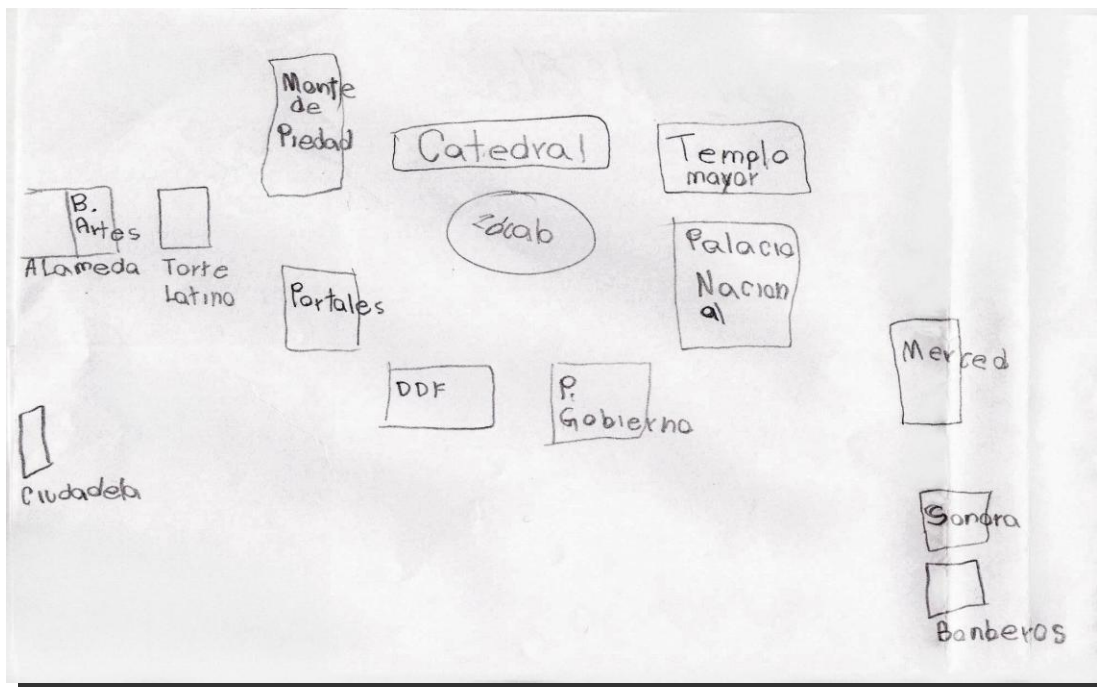 Monte
de
Piedad
Catedral
Templo
mayor
B.
Artes
Alameda
Torre
Latino
Zócalo
Palacio
Nacion
al
Portales
Merced
DDF
P.
Gobierno
Ciudadela
Sonora
Banberos